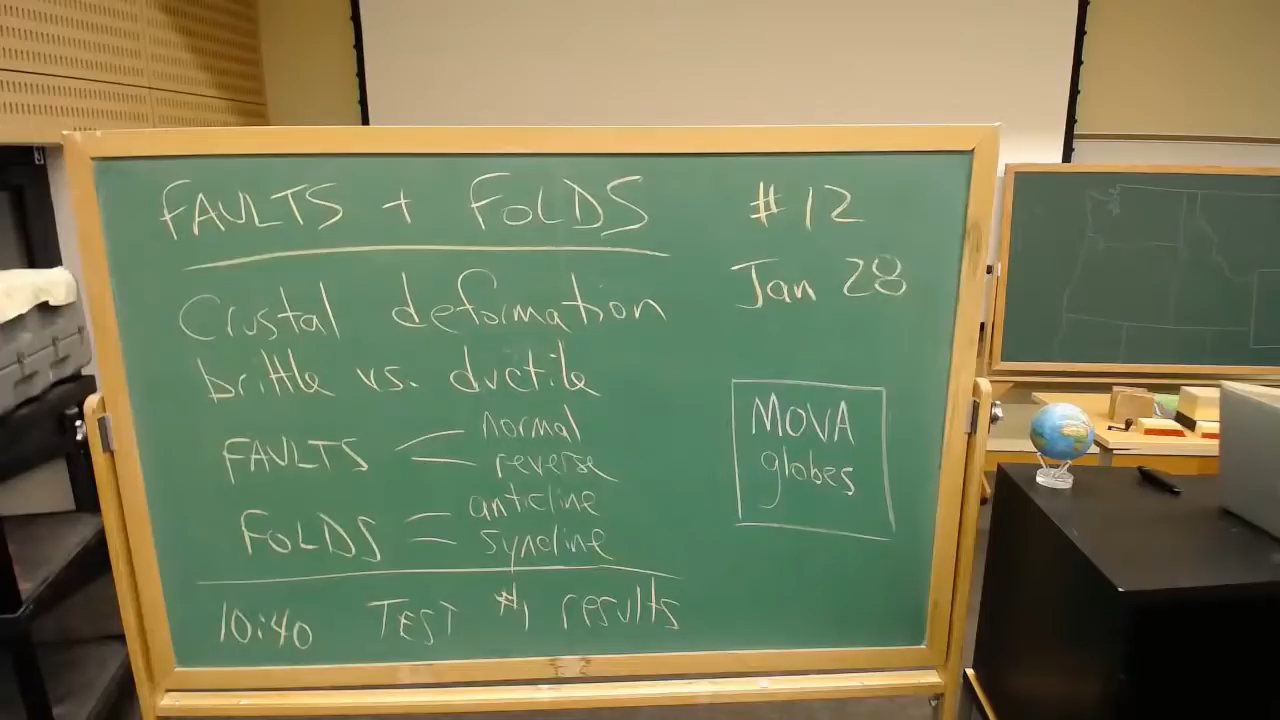 FAULTS + FOLDS
#12
Jan 28
Crustal deformation
brittle vs. ductile
FAULTS
normal
reverse
FOLDS
anticline
syncline
MOVA
globes
10:40 TEST #1 results